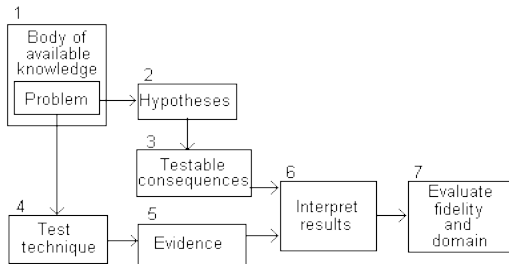 1
Body of
available
knowledge
Problem
2
Hypotheses
3
Testable
consequences
4
Test
technique
5
Evidence
6
Interpret
results
7
Evaluate
fidelity
and
domain